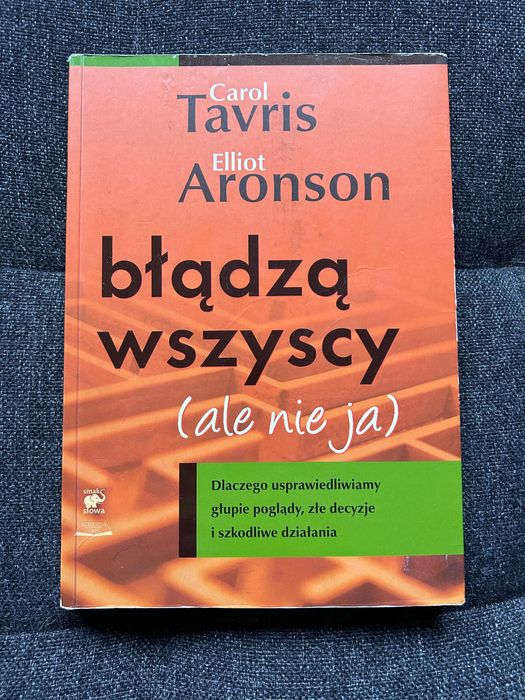 Carol
Tavris
Elliot
Aronson
błądzą
wszyscy
(ale nie ja)
Dlaczego usprawiedliwiamy
głupie poglądy, złe decyzje
i szkodliwe działania
smak
słowa